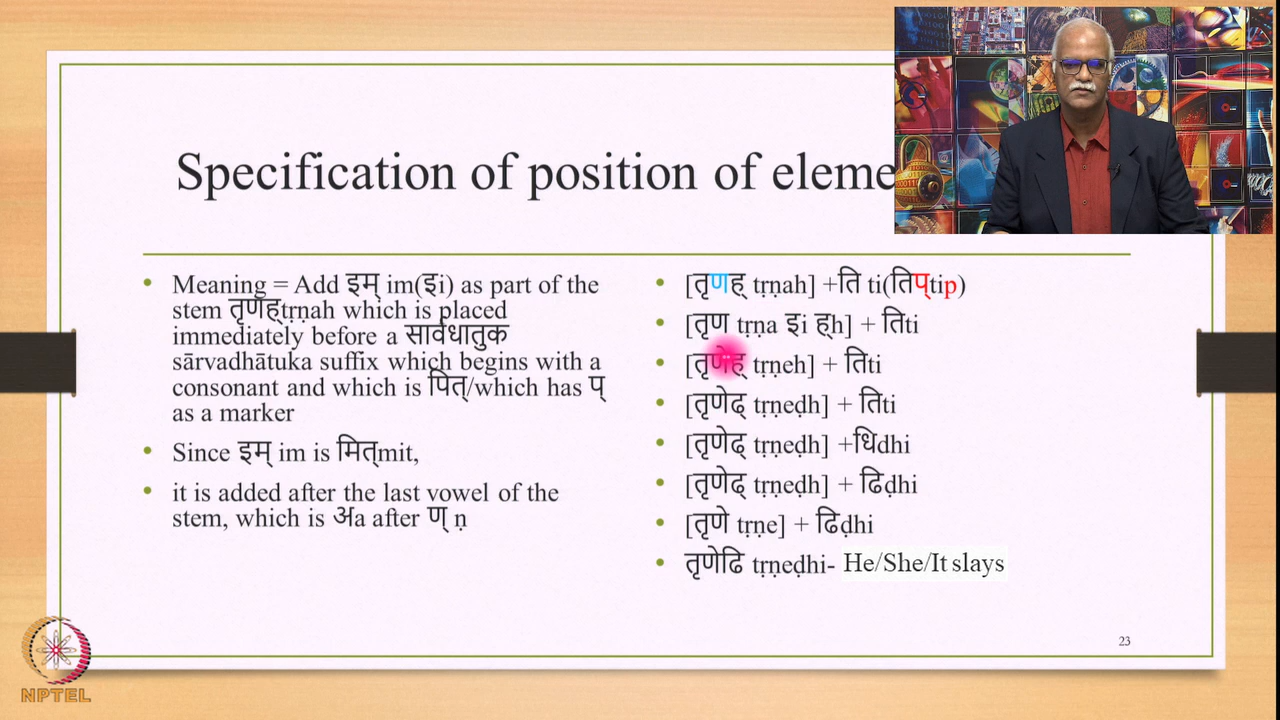 Specification of position of eleme
• Meaning = Add इम् im(इi) as part of the
stem तृणह्tṛṇah which is placed
immediately before a सार्वधातुक
sārvadhātuka suffix which begins with a
consonant and which is पित्/which has प्
as a marker
• Since इम् im is मित्mit,
• it is added after the last vowel of the
stem, which is अa after ण् ṇ
• [तृणह् tṛṇah] +ति ti(तिप्tip)
• [तृण tṛṇa इi ह्h] + तिti
• [तृणेह् tṛṇeh] + तिti
• [तृणेढ् tṛṇeḍh] + तिti
• [तृणेढ् tṛṇeḍh] +धिdhi
• [तृणेढ् tṛṇeḍh] + ढिḍhi
• [तृणे tṛṇe] + ढिḍhi
• तृणेढि tṛṇeḍhi- He/She/It slays
23
NPTEL